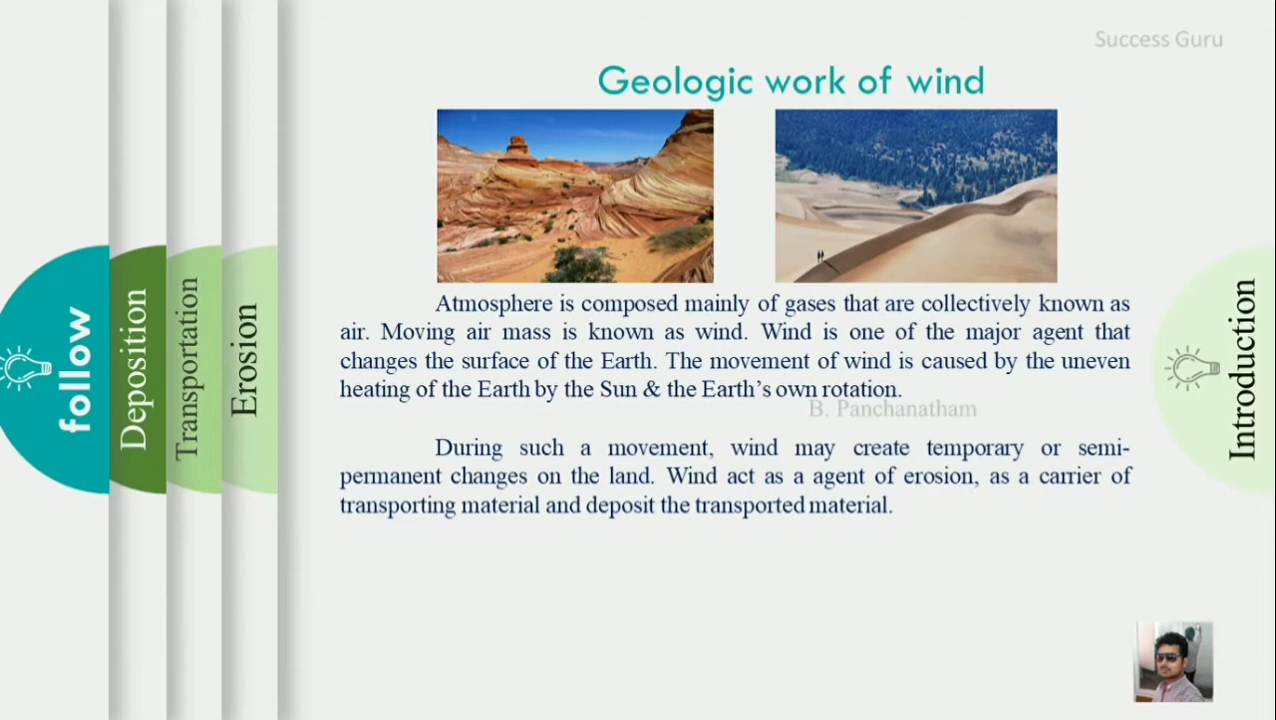 Success Guru
Geologic work of wind
Atmosphere is composed mainly of gases that are collectively known as
air. Moving air mass is known as wind. Wind is one of the major agent that
changes the surface of the Earth. The movement of wind is caused by the uneven
heating of the Earth by the Sun & the Earth's own rotation.
B. Panchanatham
During such a movement, wind may create temporary or semi-
permanent changes on the land. Wind act as a agent of erosion, as a carrier of
transporting material and deposit the transported material.
follow
Deposition
Transportation
Erosion
Introduction